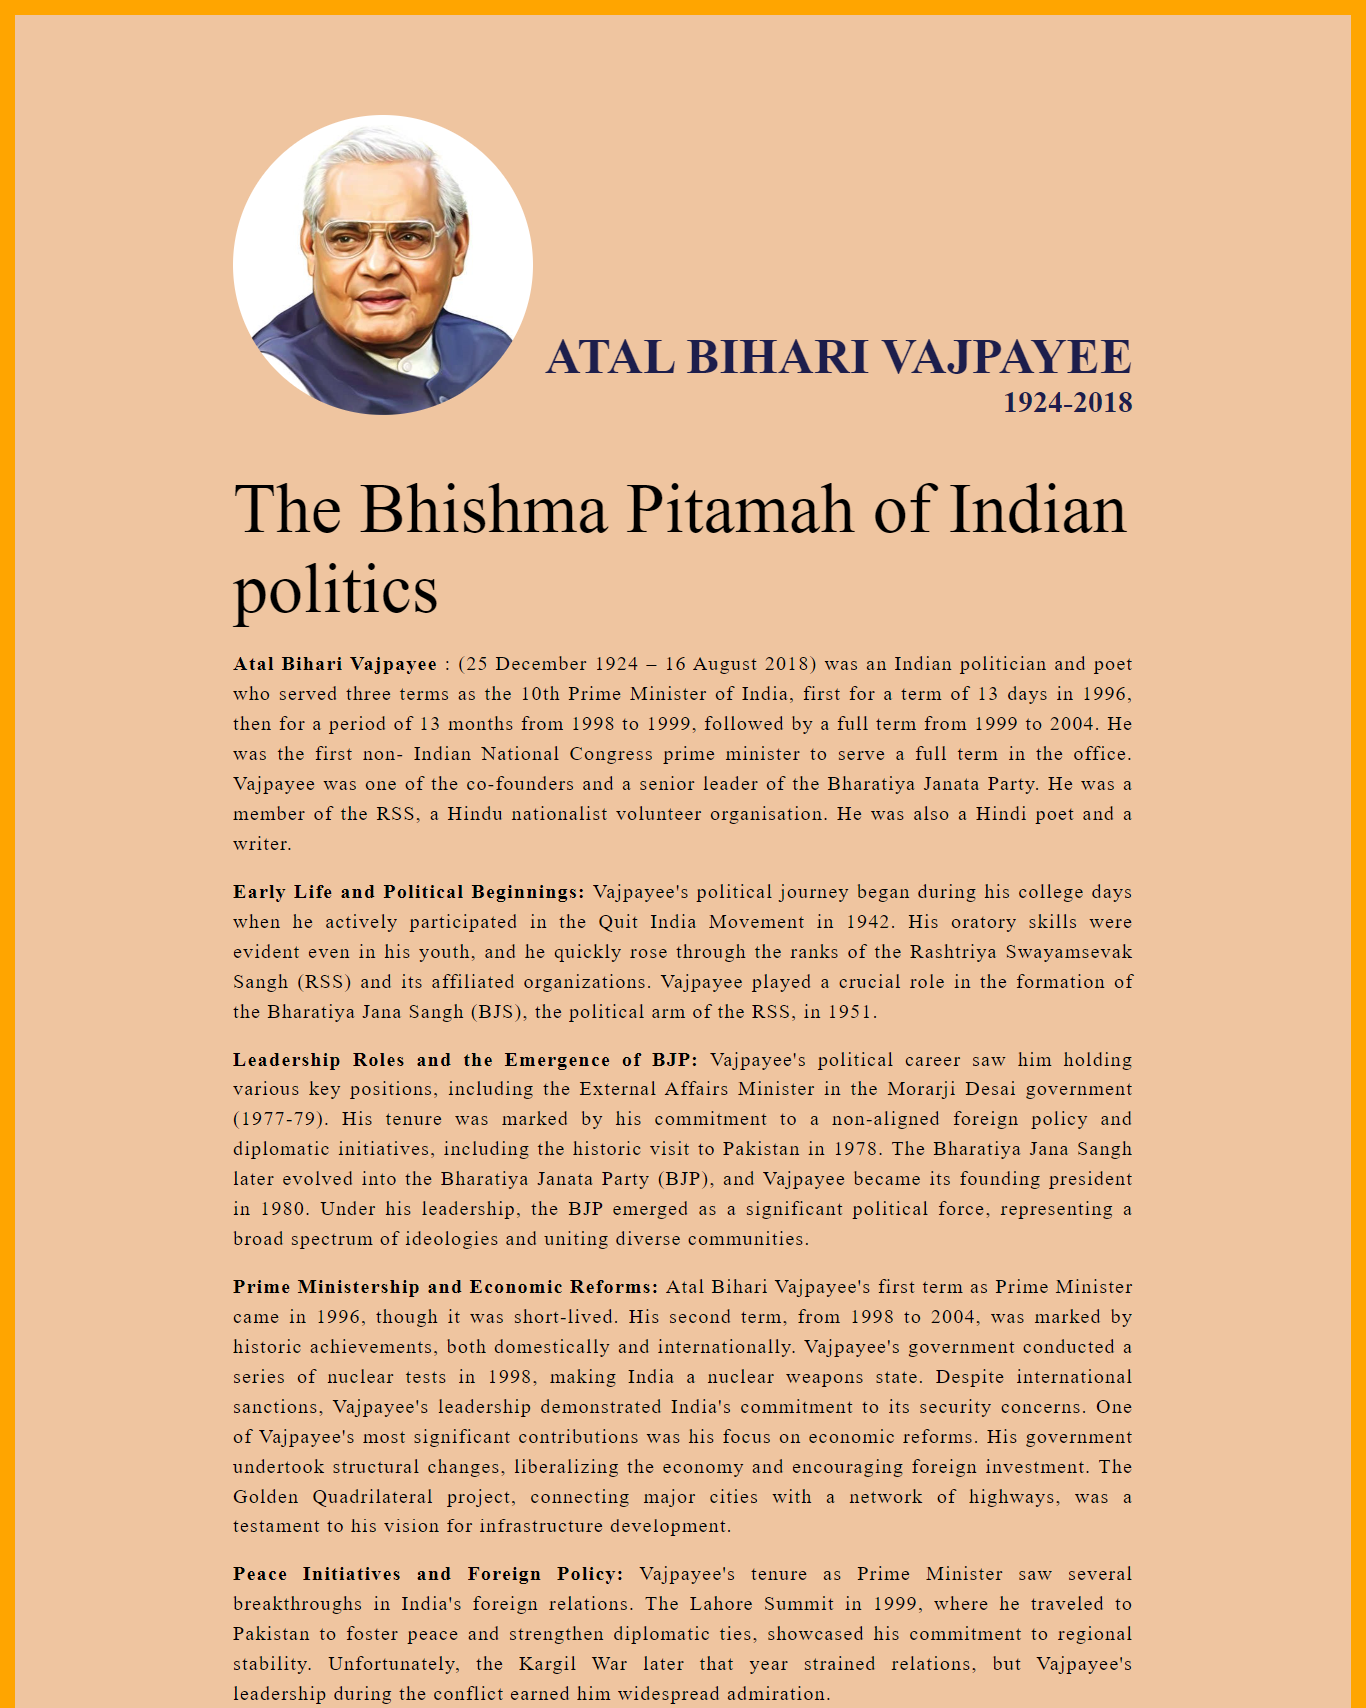 ATAL BIHARI VAJPAYEE
1924-2018
The Bhishma Pitamah of Indian
politics
Atal Bihari Vajpayee : (25 December 1924 – 16 August 2018) was an Indian politician and poet
who served three terms as the 10th Prime Minister of India, first for a term of 13 days in 1996,
then for a period of 13 months from 1998 to 1999, followed by a full term from 1999 to 2004. He
was the first non- Indian National Congress prime minister to serve a full term in the office.
Vajpayee was one of the co-founders and a senior leader of the Bharatiya Janata Party. He was a
member of the RSS, a Hindu nationalist volunteer organisation. He was also a Hindi poet and a
writer.
Early Life and Political Beginnings: Vajpayee's political journey began during his college days
when he actively participated in the Quit India Movement in 1942. His oratory skills were
evident even in his youth, and he quickly rose through the ranks of the Rashtriya Swayamsevak
Sangh (RSS) and its affiliated organizations. Vajpayee played a crucial role in the formation of
the Bharatiya Jana Sangh (BJS), the political arm of the RSS, in 1951.
Leadership Roles and the Emergence of BJP: Vajpayee's political career saw him holding
various key positions, including the External Affairs Minister in the Morarji Desai government
(1977-79). His tenure was marked by his commitment to a non-aligned foreign policy and
diplomatic initiatives, including the historic visit to Pakistan in 1978. The Bharatiya Jana Sangh
later evolved into the Bharatiya Janata Party (BJP), and Vajpayee became its founding president
in 1980. Under his leadership, the BJP emerged as a significant political force, representing a
broad spectrum of ideologies and uniting diverse communities.
Prime Ministership and Economic Reforms: Atal Bihari Vajpayee's first term as Prime Minister
came in 1996, though it was short-lived. His second term, from 1998 to 2004, was marked by
historic achievements, both domestically and internationally. Vajpayee's government conducted a
series of nuclear tests in 1998, making India a nuclear weapons state. Despite international
sanctions, Vajpayee's leadership demonstrated India's commitment to its security concerns. One
of Vajpayee's most significant contributions was his focus on economic reforms. His government
undertook structural changes, liberalizing the economy and encouraging foreign investment. The
Golden Quadrilateral project, connecting major cities with a network of highways, was a
testament to his vision for infrastructure development.
Peace Initiatives and Foreign Policy: Vajpayee's tenure as Prime Minister saw several
breakthroughs in India's foreign relations. The Lahore Summit in 1999, where he traveled to
Pakistan to foster peace and strengthen diplomatic ties, showcased his commitment to regional
stability. Unfortunately, the Kargil War later that year strained relations, but Vajpayee's
leadership during the conflict earned him widespread admiration.